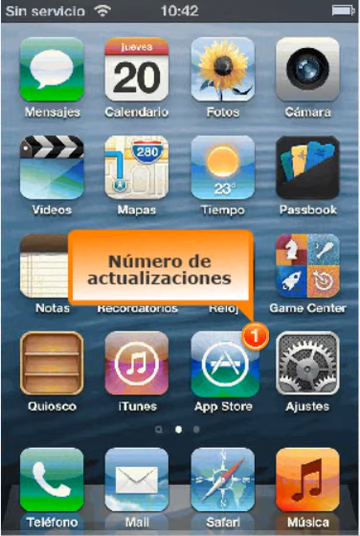 Sin servicio 10:42
jueves
20
Mensajes Calendario Fotos Cámara
280
23°
Videos Mapas Tiempo Passbook
Número de
actualizaciones
Notas Recordatorios Reloj Game Center
1
Quiosco iTunes App Store Ajustes
Teléfono Mail Safari Música